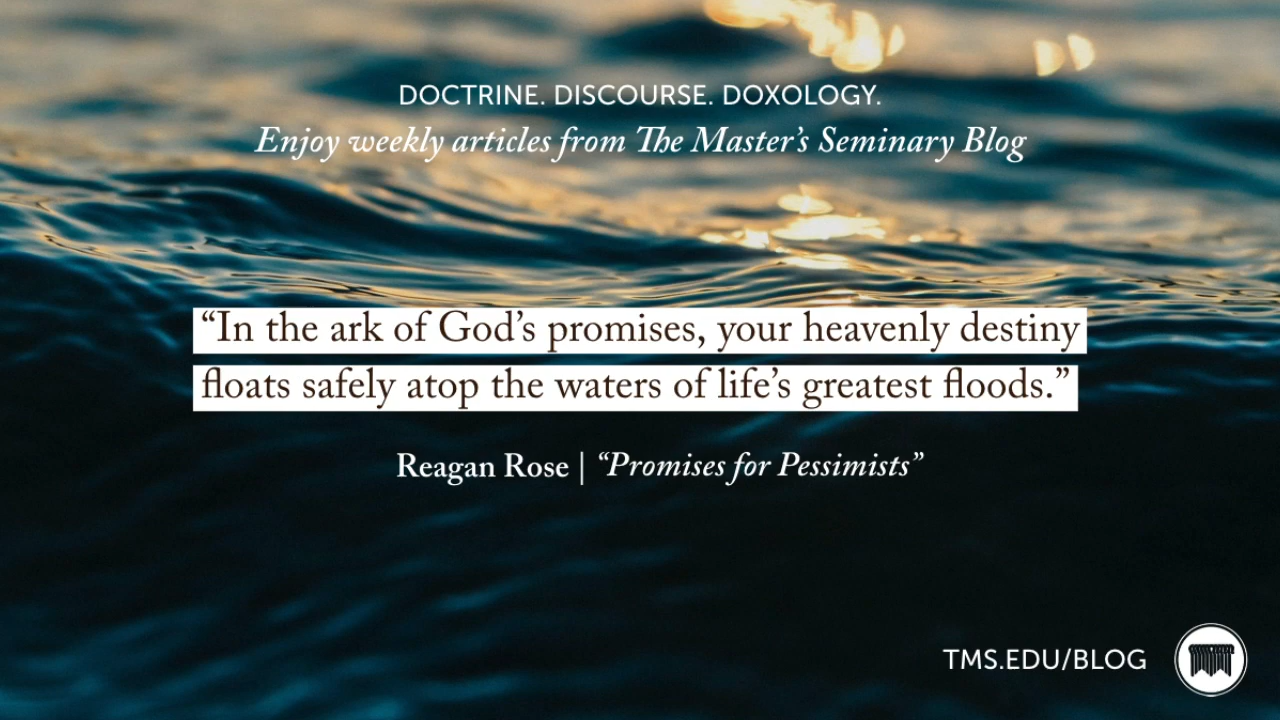 DOCTRINE. DISCOURSE. DOXOLOGY.
Enjoy weekly articles from The Master’s Seminary Blog
“In the ark of God’s promises, your heavenly destiny
floats safely atop the waters of life’s greatest floods.”
Reagan Rose | “Promises for Pessimists”
TMS.EDU/BLOG